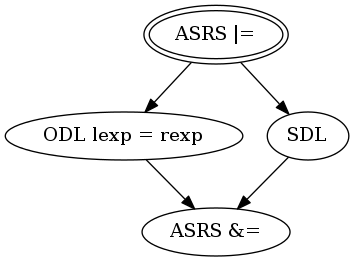 ASRS |=
ODL lexp = rexp
SDL
ASRS &=